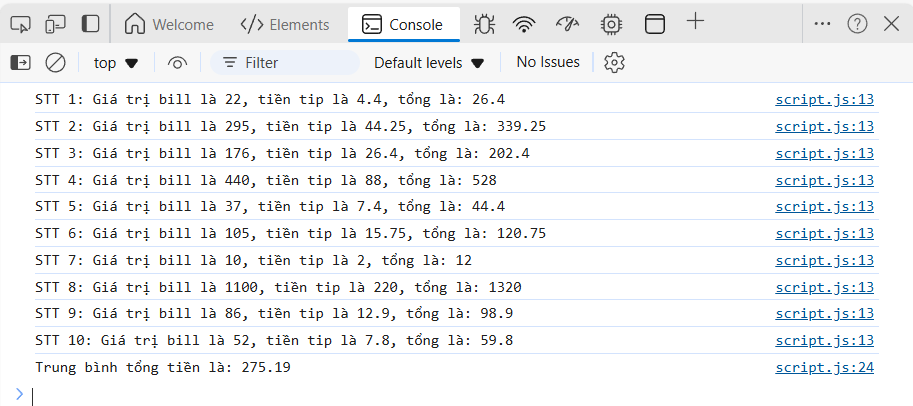 Welcome Elements Console
top Filter Default levels No Issues
STT 1: Giá trị bill là 22, tiền tip là 4.4, tổng là: 26.4 script.js:13
STT 2: Giá trị bill là 295, tiền tip là 44.25, tổng là: 339.25 script.js:13
STT 3: Giá trị bill là 176, tiền tip là 26.4, tổng là: 202.4 script.js:13
STT 4: Giá trị bill là 440, tiền tip là 88, tổng là: 528 script.js:13
STT 5: Giá trị bill là 37, tiền tip là 7.4, tổng là: 44.4 script.js:13
STT 6: Giá trị bill là 105, tiền tip là 15.75, tổng là: 120.75 script.js:13
STT 7: Giá trị bill là 10, tiền tip là 2, tổng là: 12 script.js:13
STT 8: Giá trị bill là 1100, tiền tip là 220, tổng là: 1320 script.js:13
STT 9: Giá trị bill là 86, tiền tip là 12.9, tổng là: 98.9 script.js:13
STT 10: Giá trị bill là 52, tiền tip là 7.8, tổng là: 59.8 script.js:13
Trung bình tổng tiền là: 275.19 script.js:24